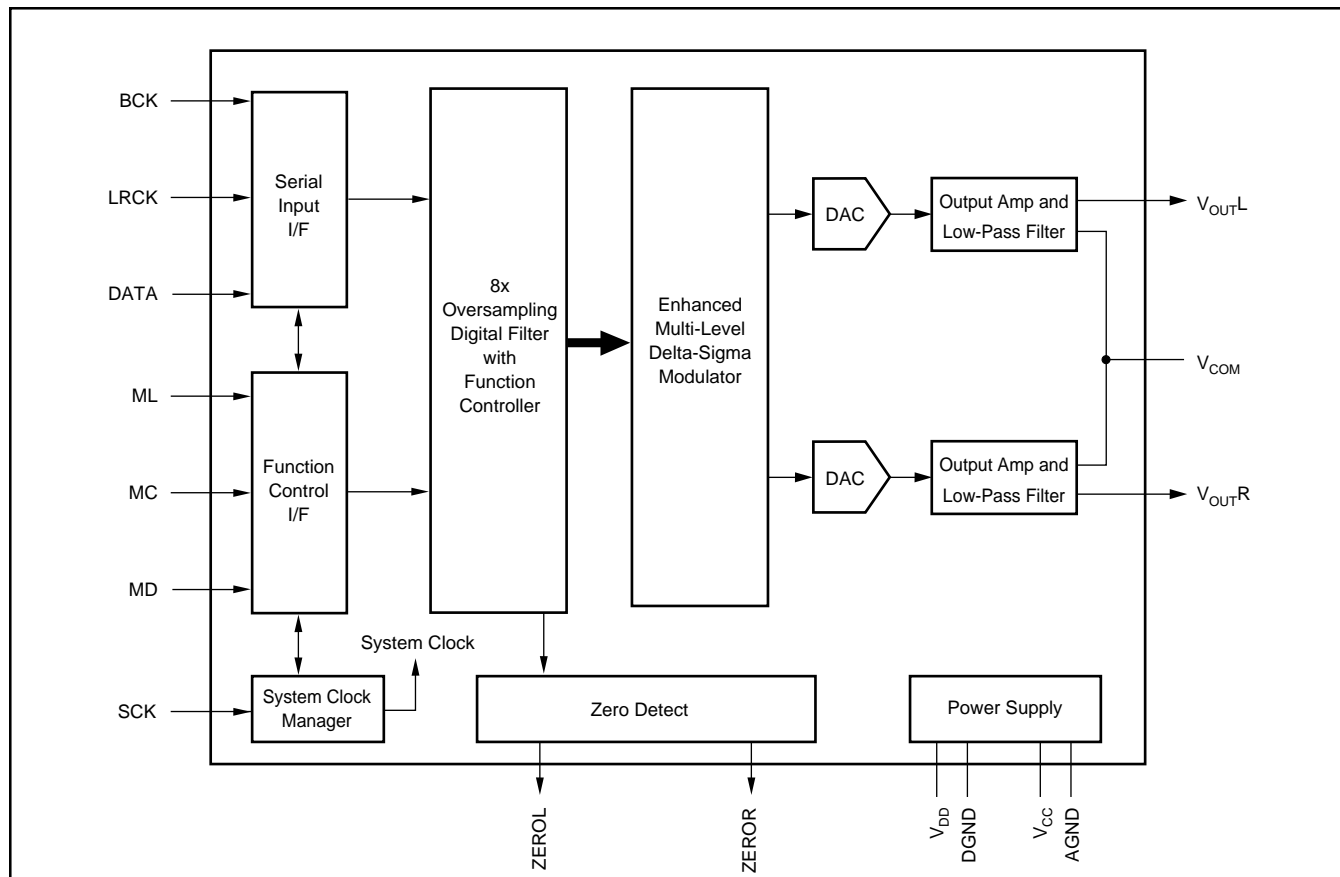 BCK
LRCK
DATA
ML
MC
MD
SCK
Serial
Input
I/F
Function
Control
I/F
System Clock
Manager
System Clock
8x
Oversampling
Digital Filter
with
Function
Controller
Enhanced
Multi-Level
Delta-Sigma
Modulator
DAC
Output Amp and
Low-Pass Filter
DAC
Output Amp and
Low-Pass Filter
VOUTL
VCOM
VOUTR
Zero Detect
Power Supply
ZEROL
ZEROR
VDD
DGND
VCC
AGND